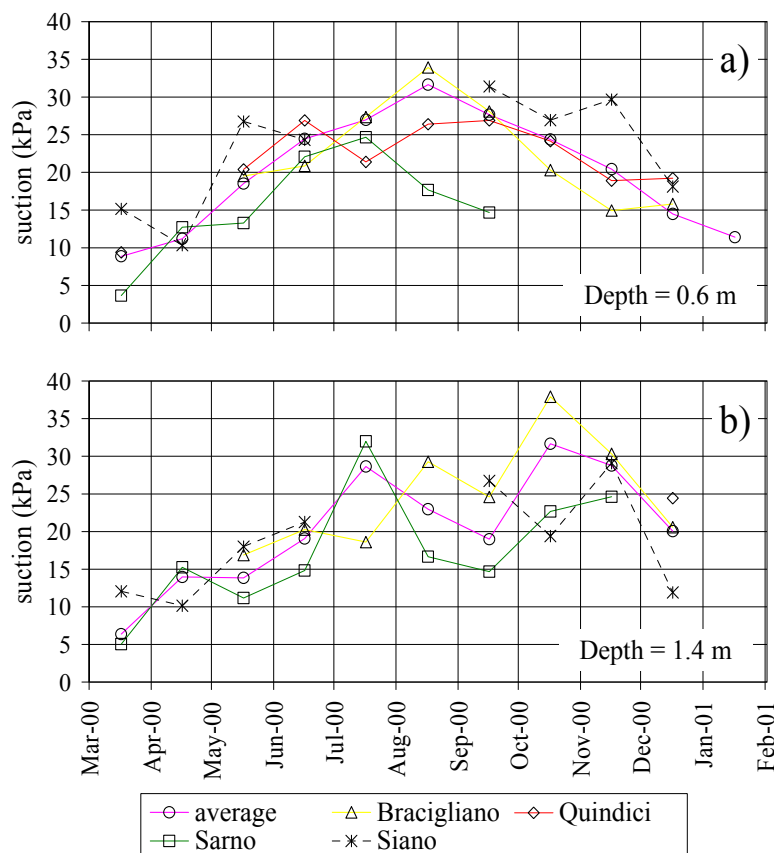 40
35
30
25
20
15
10
5
0
suction (kPa)
a)
Depth = 0.6 m
40
35
30
25
20
15
10
5
0
suction (kPa)
b)
Depth = 1.4 m
Mar-00
Apr-00
May-00
Jun-00
Jul-00
Aug-00
Sep-00
Oct-00
Nov-00
Dec-00
Jan-01
Feb-01
average Bracigliano Quindici
Sarno Siano